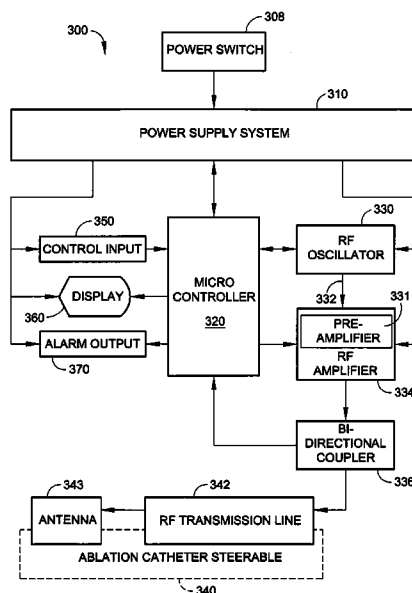 300
308
POWER SWITCH
310
POWER SUPPLY SYSTEM
350
CONTROL INPUT
DISPLAY
360
ALARM OUTPUT
370
MICRO
CONTROLLER
320
330
RF
OSCILLATOR
332
331
PRE-
AMPLIFIER
RF
AMPLIFIER
334
BI-
DIRECTIONAL
COUPLER
336
343
342
ANTENNA
RF TRANSMISSION LINE
ABLATION CATHETER STEERABLE
340